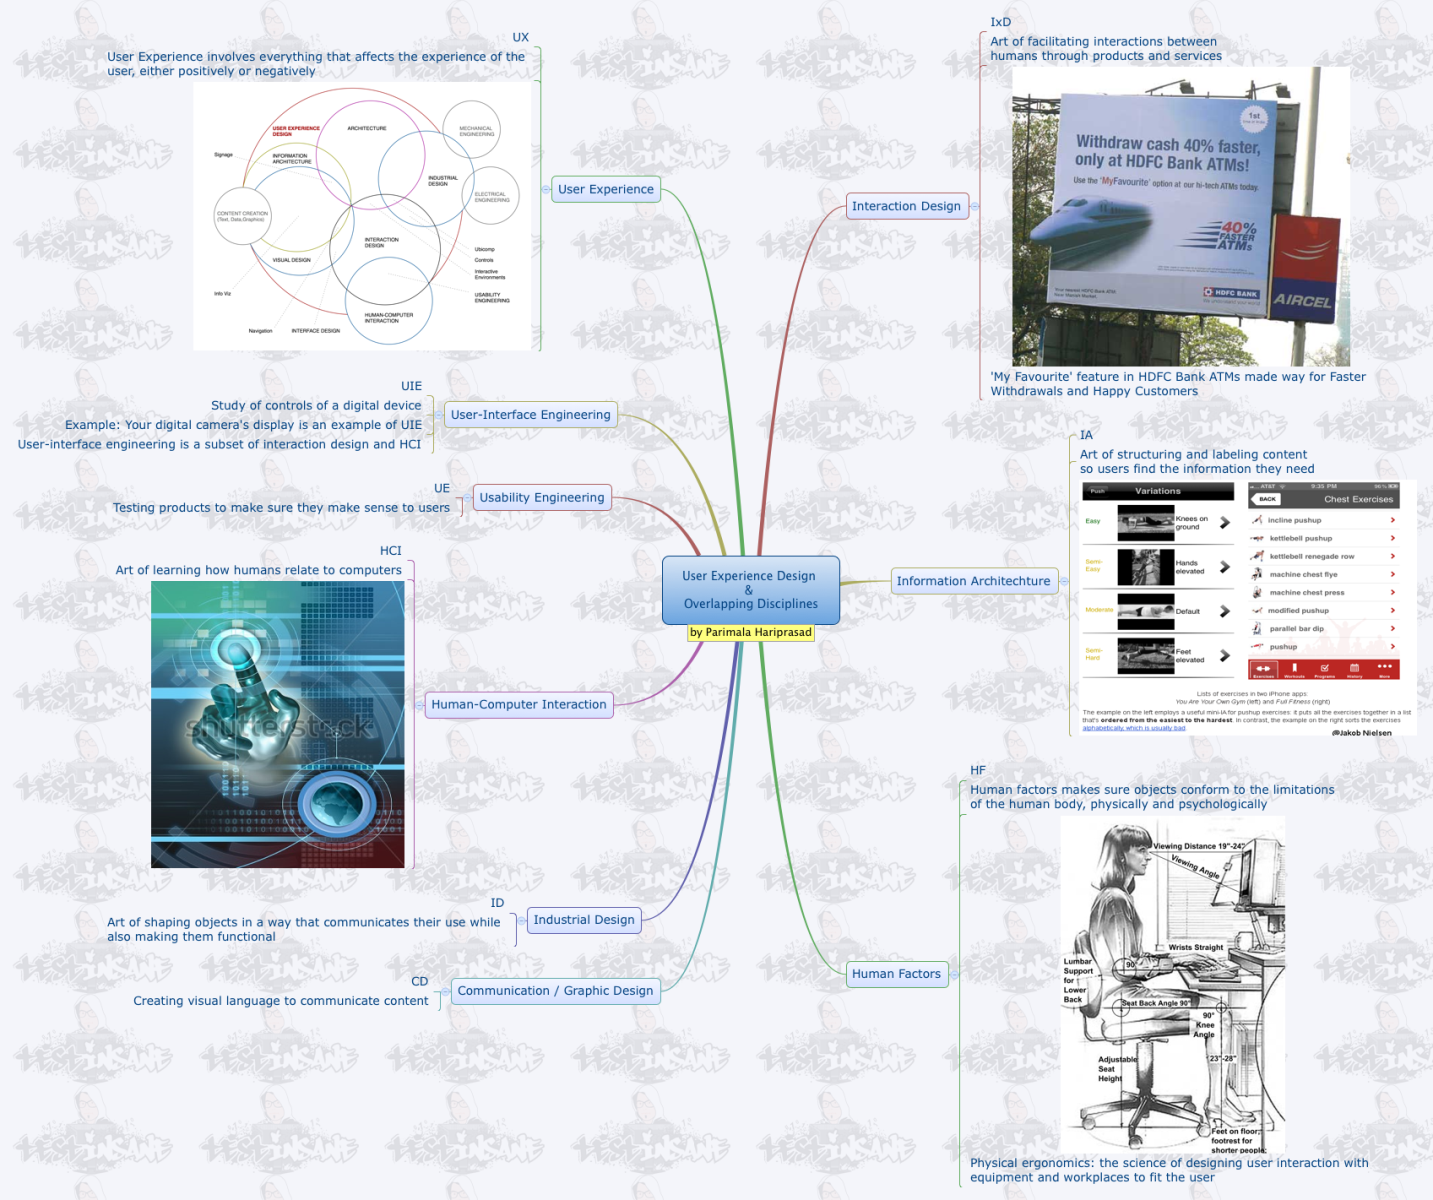 User Experience Design
&
Overlapping Disciplines
by Parimala Hariprasad
User Experience
UX
User Experience involves everything that affects the experience of the
user, either positively or negatively
USER EXPERIENCE
DESIGN
ARCHITECTURE
MECHANICAL
ENGINEERING
Signage
INFORMATION
ARCHITECTURE
INDUSTRIAL
DESIGN
ELECTRICAL
ENGINEERING
CONTENT CREATION
(Text, Data,Graphics)
INTERACTION
DESIGN
Ubicomp
Controls
VISUAL DESIGN
Interactive
Environments
Info Viz
USABILITY
ENGINEERING
HUMAN-COMPUTER
INTERACTION
Navigation
INTERFACE DESIGN
User-Interface Engineering
UIE
Study of controls of a digital device
Example: Your digital camera's display is an example of UIE
User-interface engineering is a subset of interaction design and HCI
Usability Engineering
UE
Testing products to make sure they make sense to users
Human-Computer Interaction
HCI
Art of learning how humans relate to computers
shutterstock
Industrial Design
ID
Art of shaping objects in a way that communicates their use while
also making them functional
Communication / Graphic Design
CD
Creating visual language to communicate content
Interaction Design
IxD
Art of facilitating interactions between
humans through products and services
1st
Withdraw cash 40% faster,
only at HDFC Bank ATMs!
Use the 'MyFavourite' option at our hi-tech ATMs today.
40%
FASTER
ATMs
HDFC BANK
AIRCEL
'My Favourite' feature in HDFC Bank ATMs made way for Faster
Withdrawals and Happy Customers
Information Architechture
IA
Art of structuring and labeling content
so users find the information they need
Push
Variations
Easy
Knees on
ground
Semi-
Easy
Hands
elevated
Moderate
Default
Semi-
Hard
Feet
elevated
AT&T
9:35 PM
BACK
Chest Exercises
incline pushup
kettlebell pushup
kettlebell renegade row
machine chest flye
machine chest press
modified pushup
parallel bar dip
pushup
Exercises
Workouts
Programs
History
More
Lists of exercises in two iPhone apps
You Are Your Own Gym (left) and Full Fitness (right)
The example on the left employs a useful mini-IA for pushup exercises: it puts all the exercises together in a list
that's ordered from the easiest to the hardest. In contrast, the example on the right sorts the exercises
alphabetically, which is usually bad.
@Jakob Nielsen
Human Factors
HF
Human factors makes sure objects conform to the limitations
of the human body, physically and psychologically
Viewing Distance 19"-24"
Viewing Angle
Wrists Straight
Lumbar
Support
for
Lower
Back
90°
Seat Back Angle 90°
90°
Knee
Angle
Adjustable
Seat
Height
23"-28"
Feet on floor;
footrest for
shorter people;
Physical ergonomics: the science of designing user interaction with
equipment and workplaces to fit the user